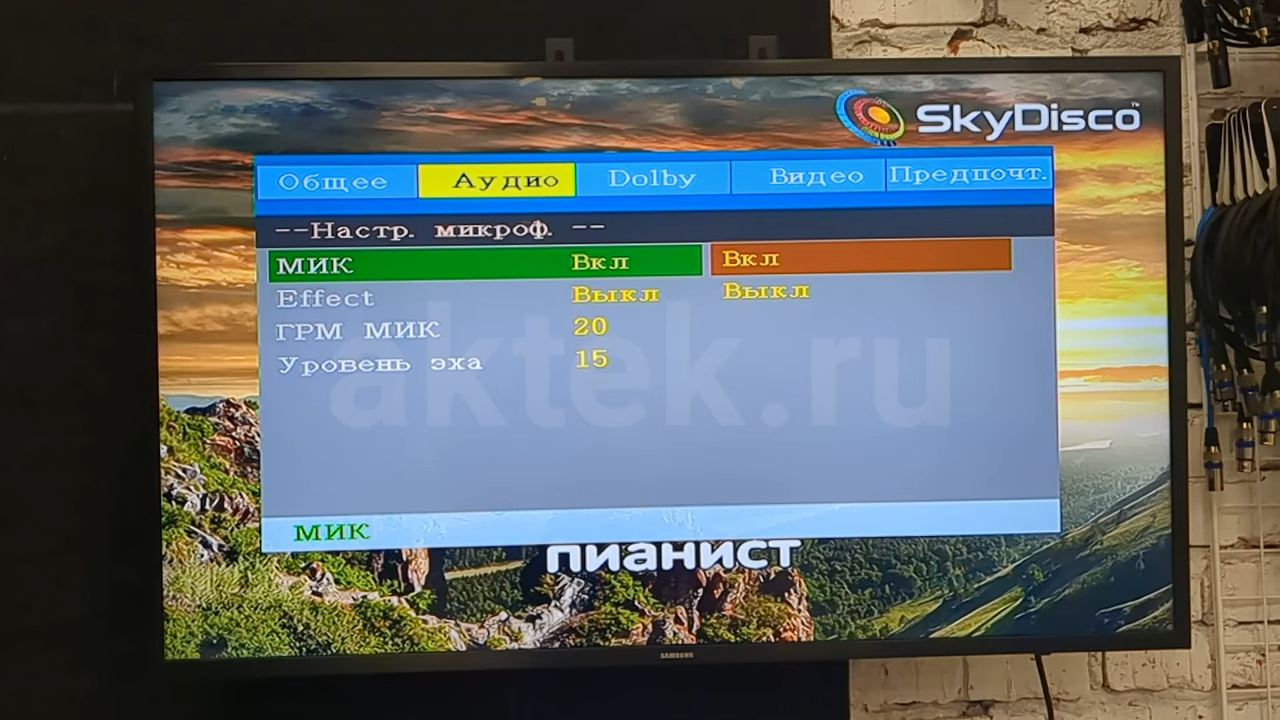 SkyDisco™
Общее Аудио Dolby Видео Предпочт.
--Настр. микроф. --
МИК Вкл Вкл
Effect Выкл Выкл
ГРМ МИК 20
Уровень эха 15
aktek.ru
МИК
пианист
SAMSUNG